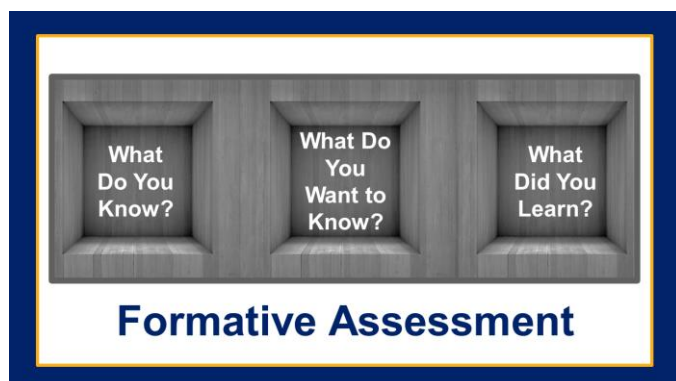 What
Do You
Know?
What Do
You
Want to
Know?
What
Did You
Learn?
Formative Assessment